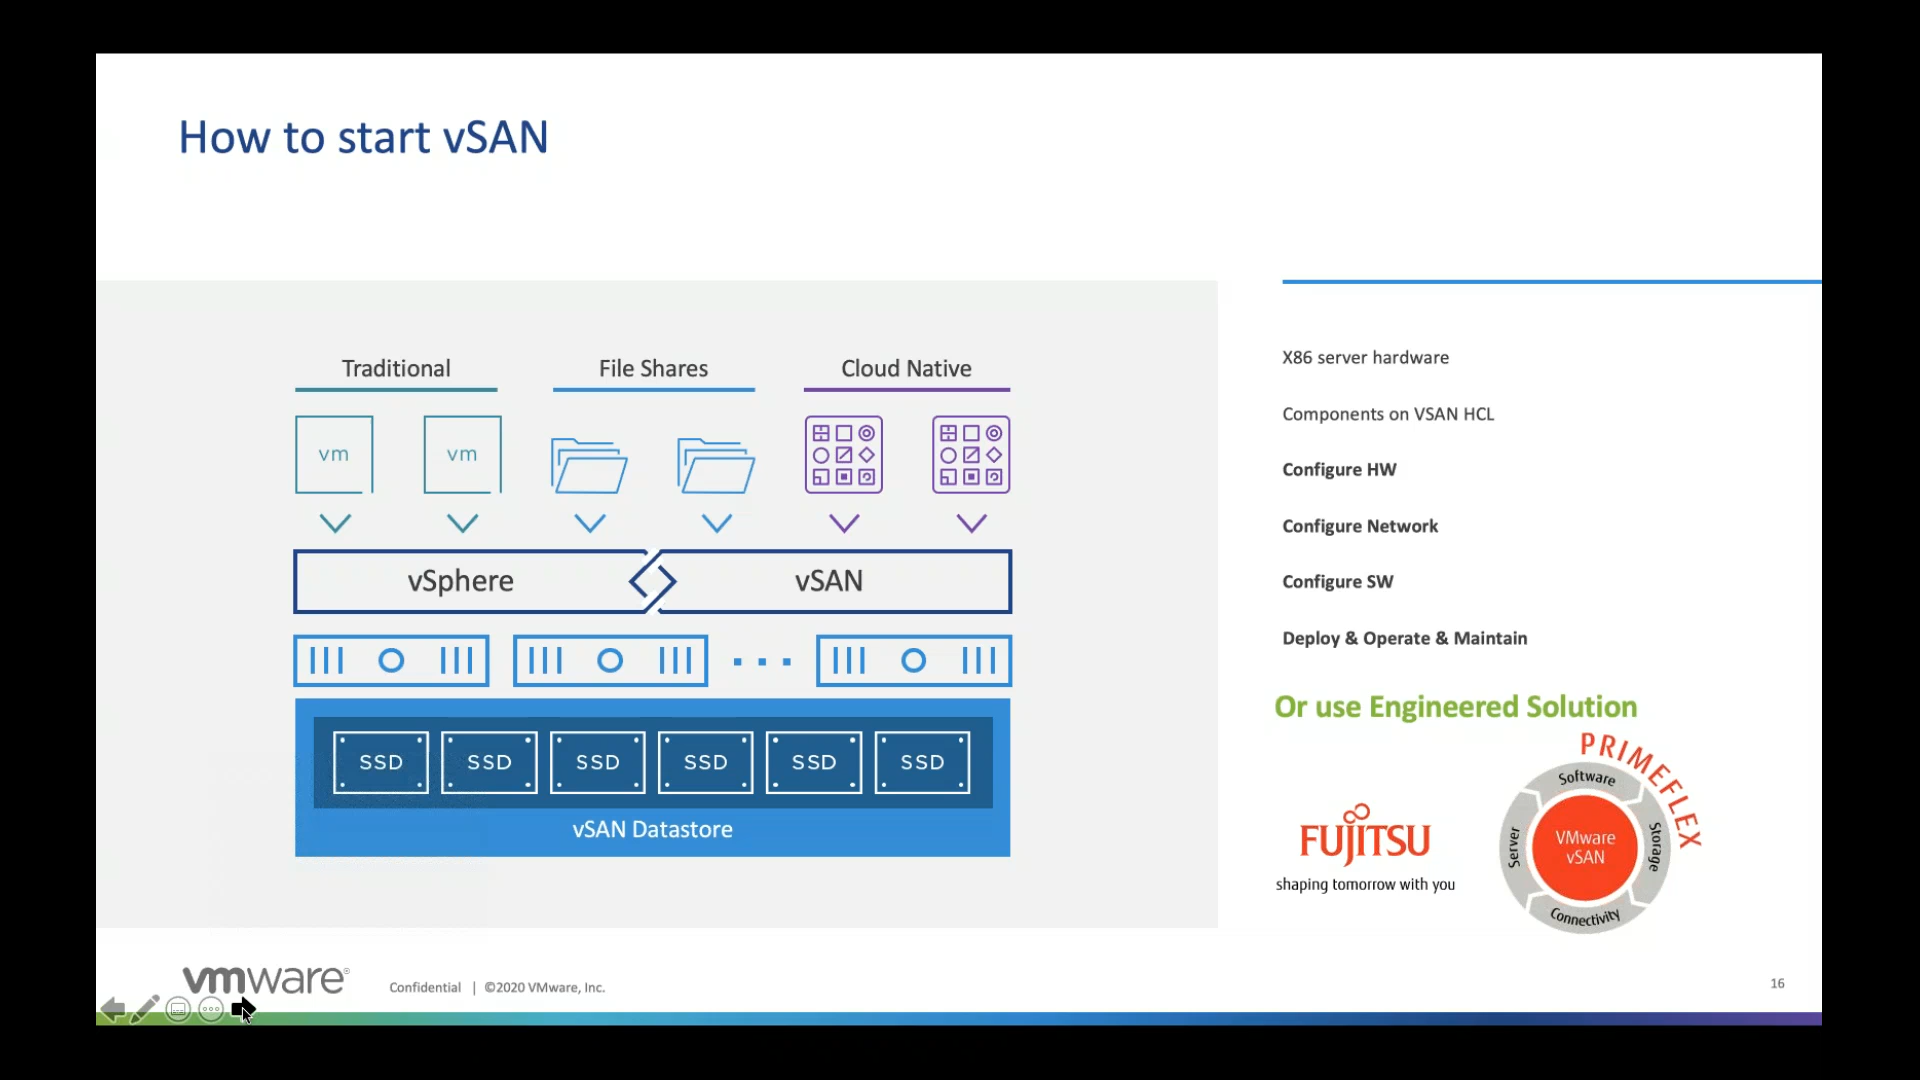 How to start vSAN
Traditional
File Shares
Cloud Native
vm
vm
vSphere
vSAN
SSD
SSD
SSD
SSD
SSD
SSD
vSAN Datastore
X86 server hardware
Components on VSAN HCL
Configure HW
Configure Network
Configure SW
Deploy & Operate & Maintain
Or use Engineered Solution
FUJITSU
shaping tomorrow with you
PRIMEFLEX
Software
Server
Storage
Connectivity
VMware
vSAN
vmware®
Confidential | ©2020 VMware, Inc.
16